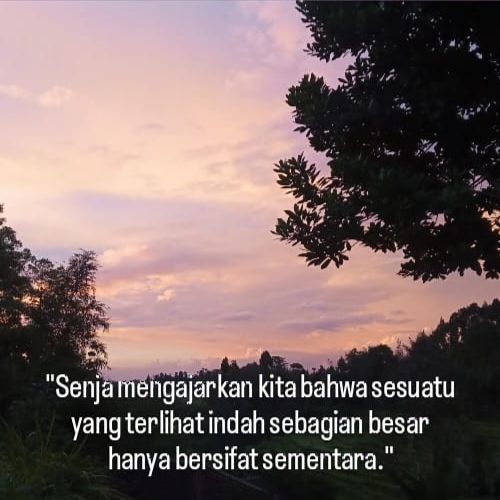 "Senja mengajarkan kita bahwa sesuatu
yang terlihat indah sebagian besar
hanya bersifat sementara."